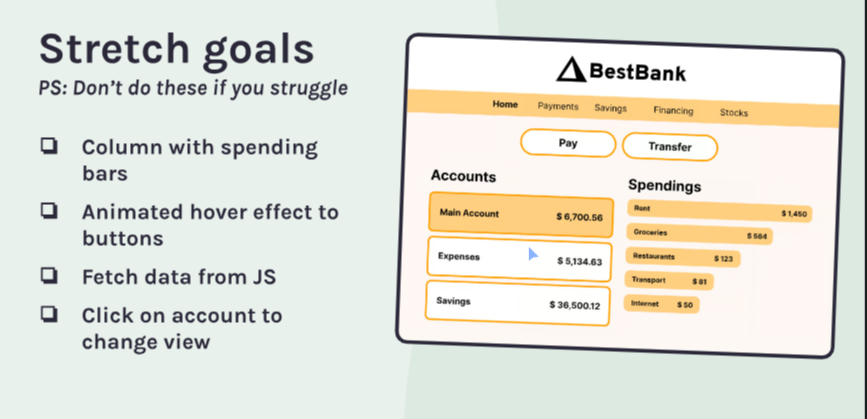 Stretch goals
PS: Don't do these if you struggle
Column with spending
bars
Animated hover effect to
buttons
Fetch data from JS
Click on account to
change view
BestBank
Home Payments Savings Financing Stocks
Pay Transfer
Accounts
Main Account $ 6,700.56
Expenses $ 5,134.63
Savings $ 36,500.12
Spendings
Rent $ 1,450
Groceries $ 564
Restaurants $ 123
Transport $ 81
Internet $ 50